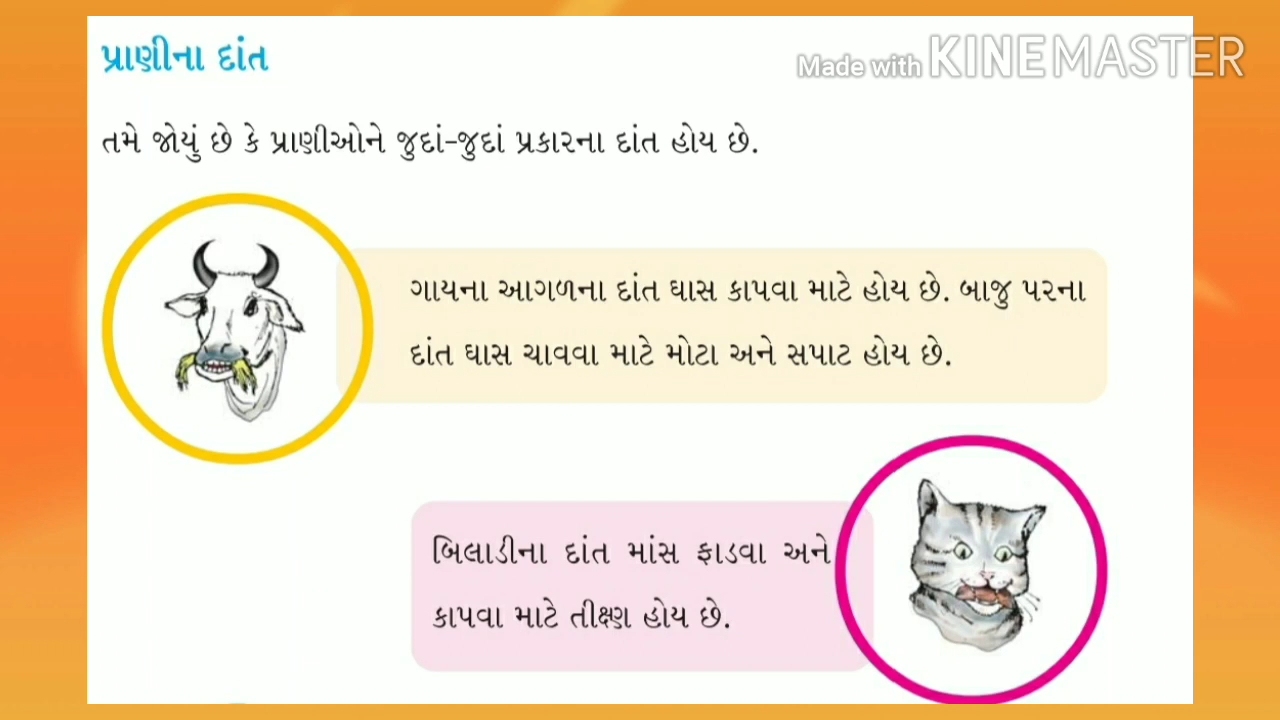 પ્રાણીના દાંત
Made with KINEMASTER
તમે જોયું છે કે પ્રાણીઓને જુદાં-જુદાં પ્રકારના દાંત હોય છે.
ગાયના આગળના દાંત ઘાસ કાપવા માટે હોય છે. બાજુ પરના
દાંત ઘાસ ચાવવા માટે મોટા અને સપાટ હોય છે.
બિલાડીના દાંત માંસ ફાડવા અને
કાપવા માટે તીક્ષ્ણ હોય છે.